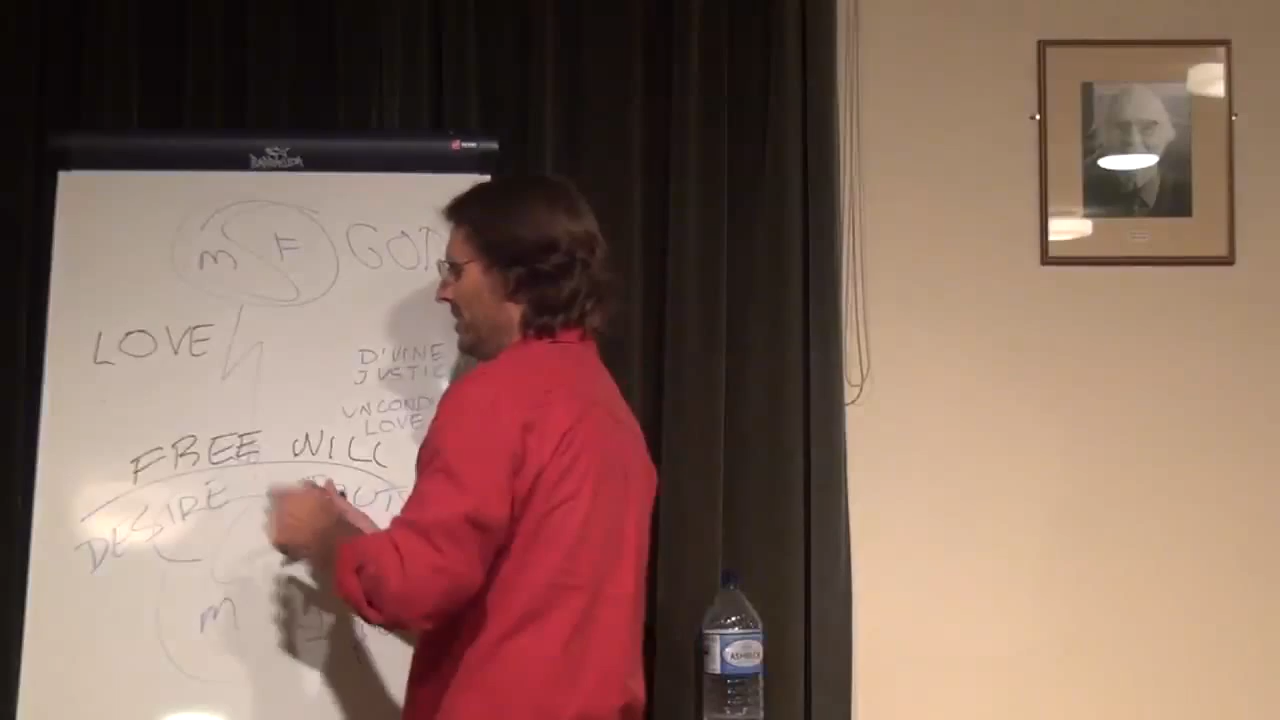 m F GOD
LOVE
D'VINE
JUSTIC
UNCOND
LOVE
FREE WILL
DESIRE
m